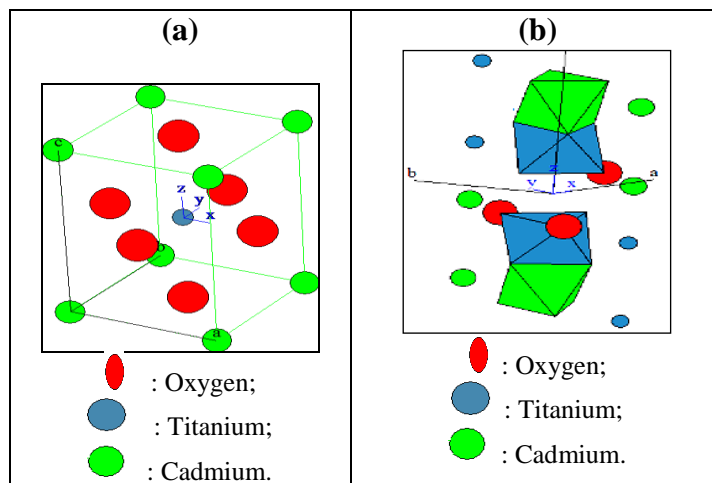 (a)
c
z
y
x
b
a
: Oxygen;
: Titanium;
: Cadmium.
(b)
b
z
a
y
x
: Oxygen;
: Titanium;
: Cadmium.